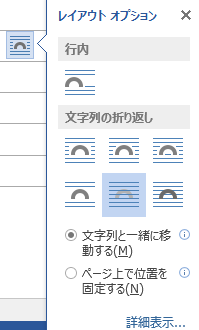 レイアウト オプション
行内
文字列の折り返し
文字列と一緒に移
動する(M)
ページ上で位置を
固定する(N)
詳細表示...